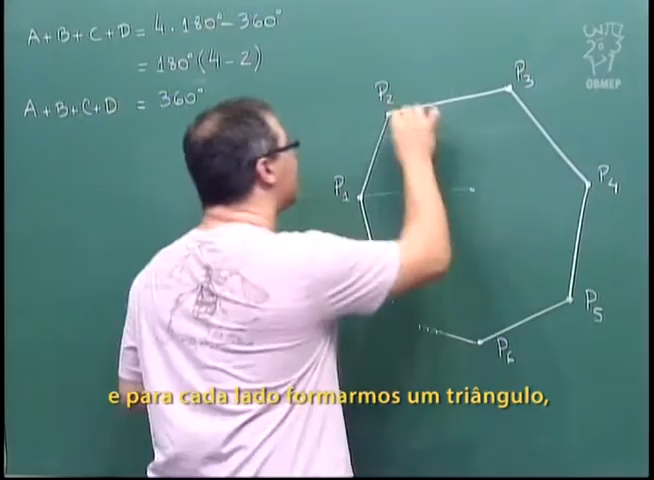 A+B+C+D = 4.180°-360°
= 180°(4-2)
A+B+C+D = 360°
OBMEP
P3
P2
P1
P4
P5
P6
e para cada lado formarmos um triângulo,